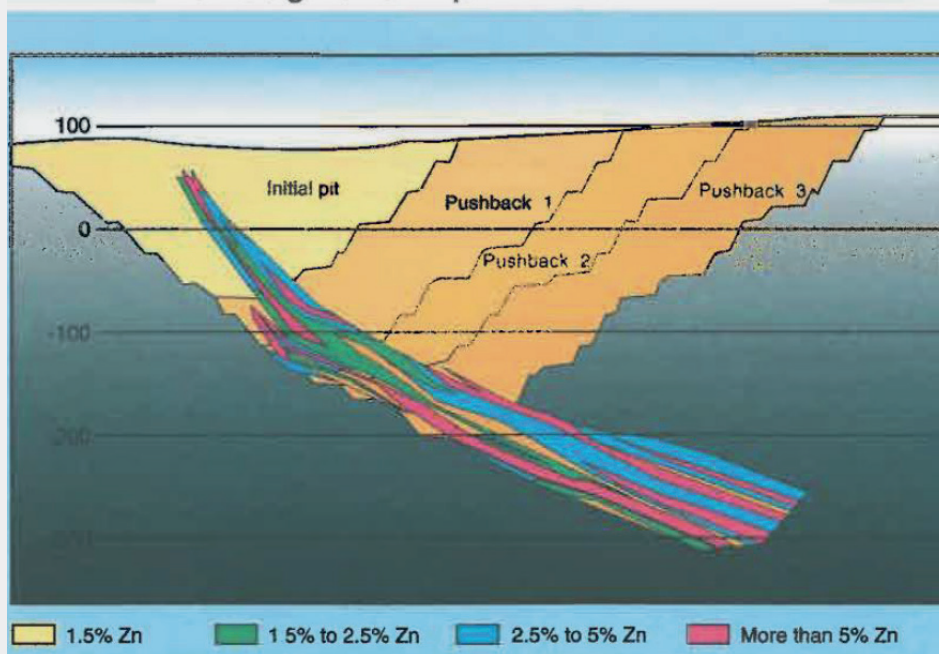 100
Initial pit
Pushback 1
Pushback 3
0
Pushback 2
-100
1.5% Zn
1 5% to 2.5% Zn
2.5% to 5% Zn
More than 5% Zn